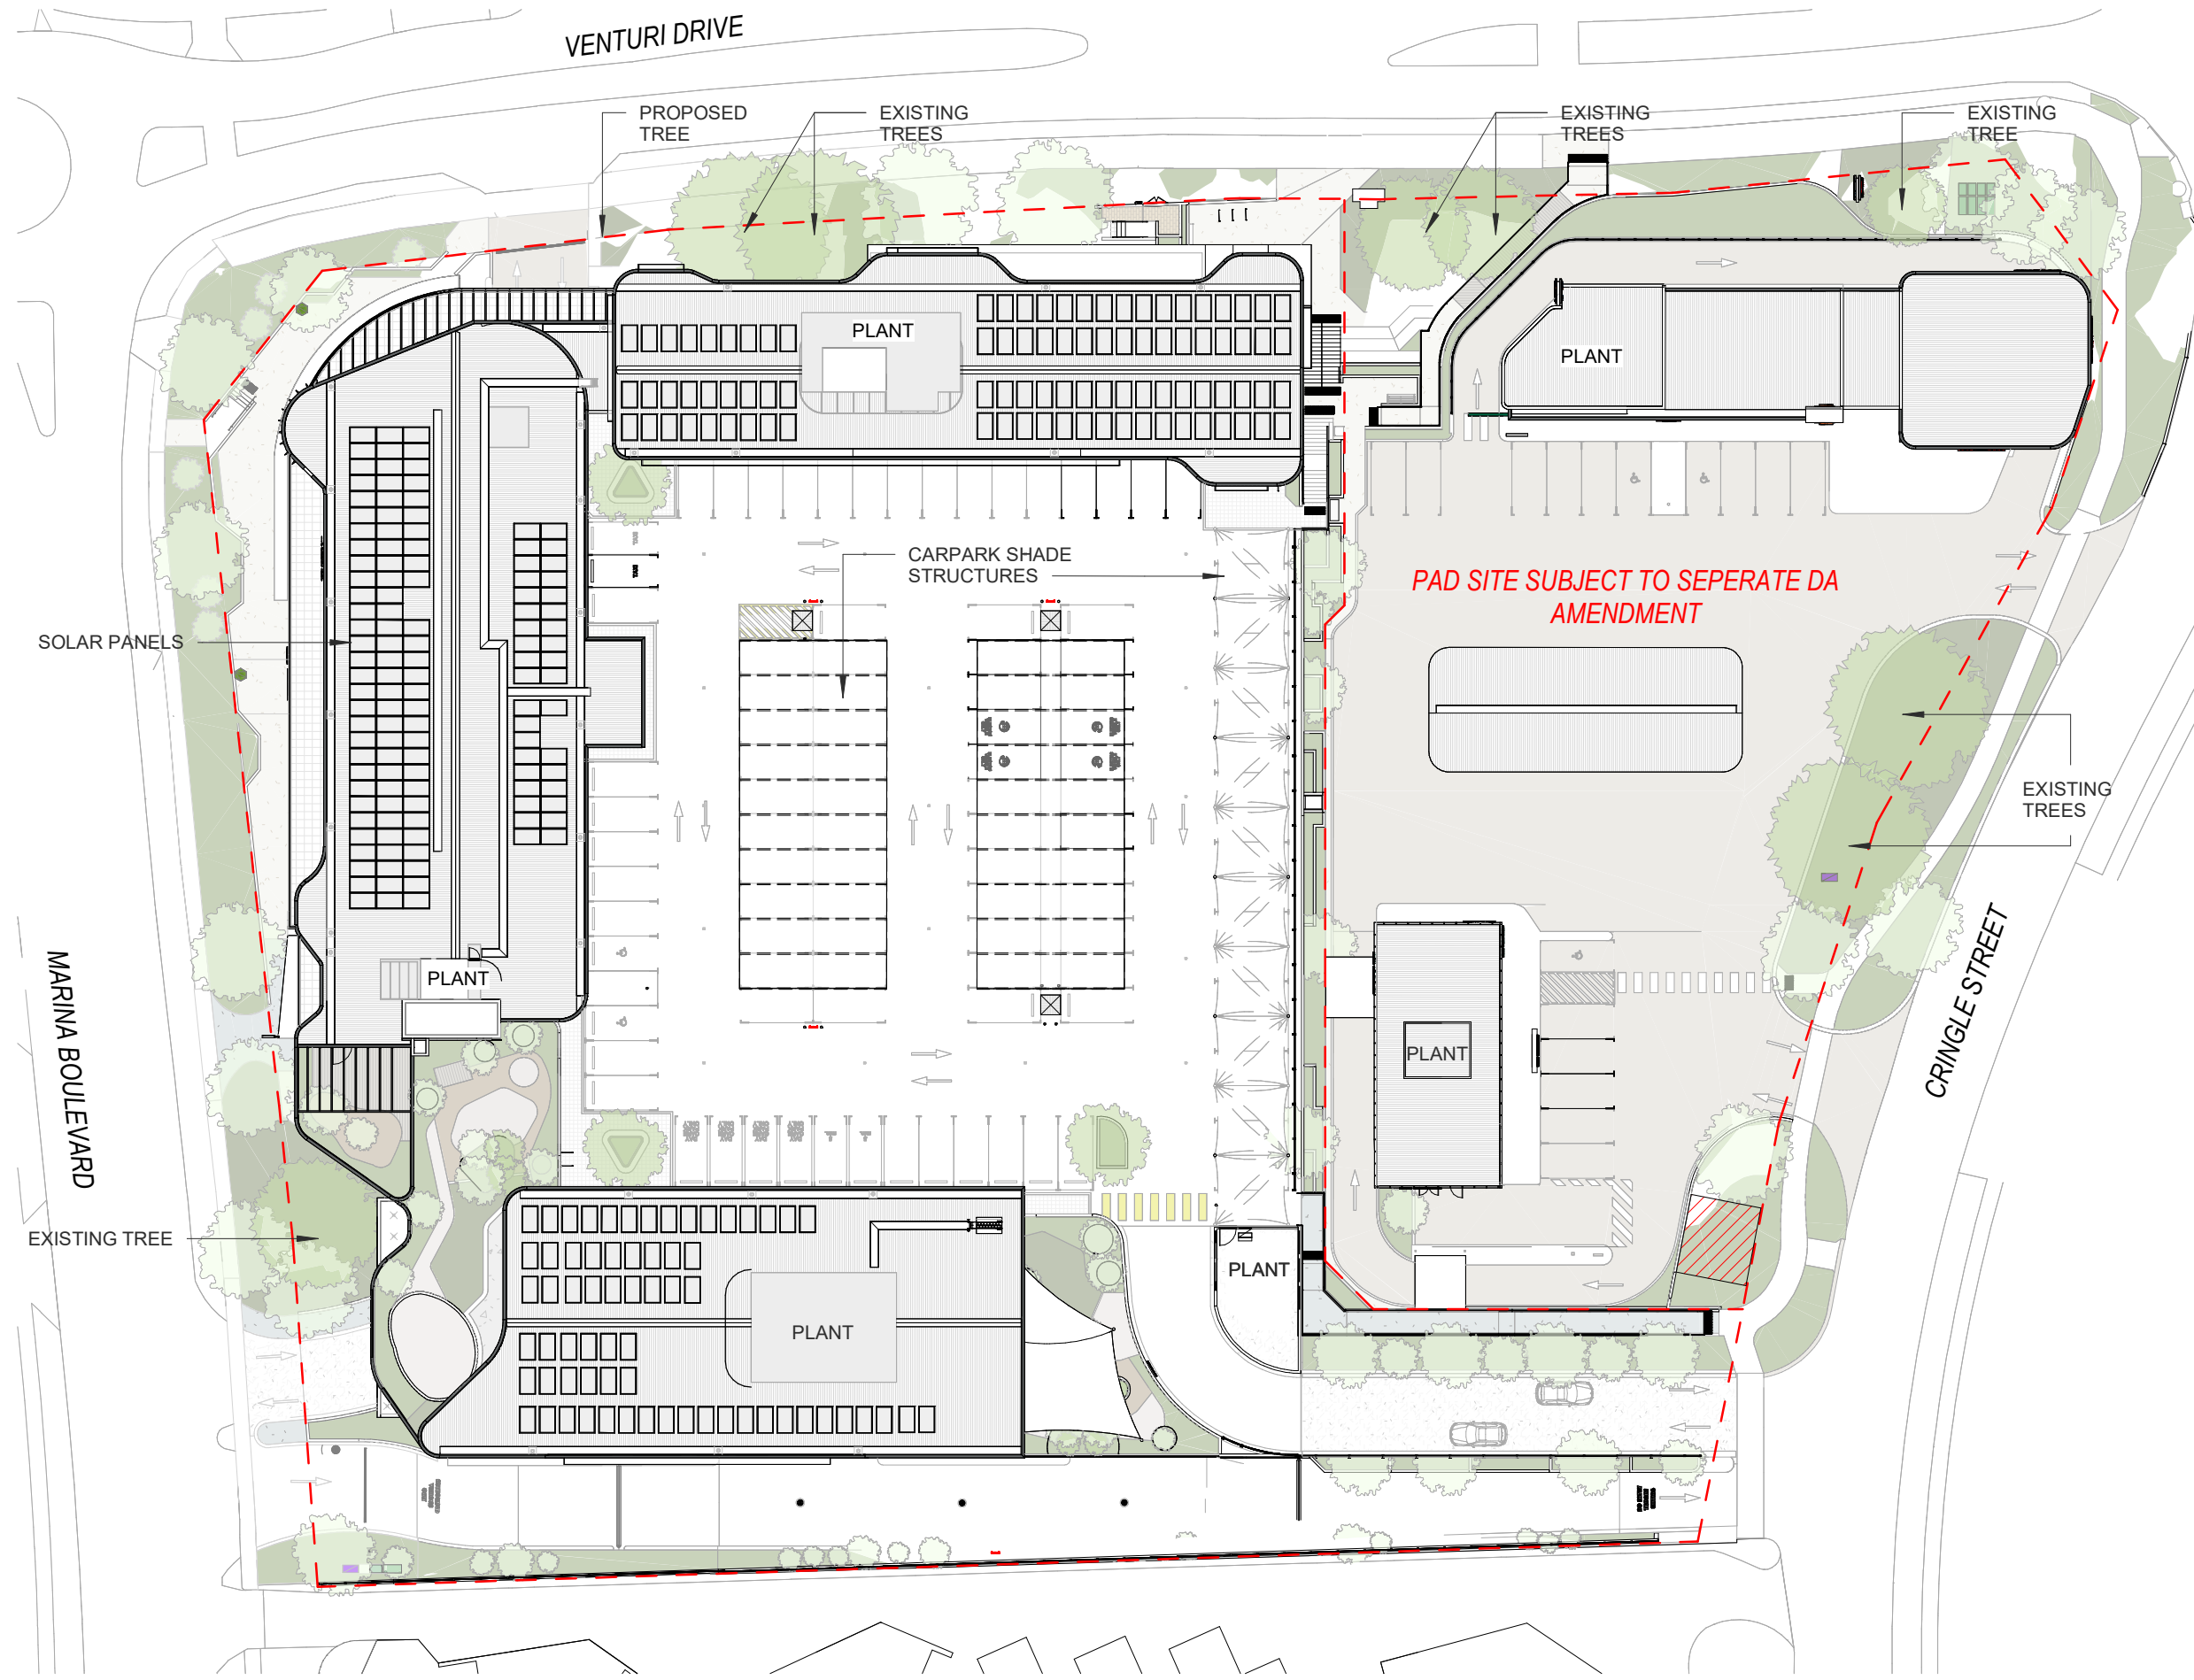 VENTURI DRIVE
PROPOSED
TREE
EXISTING
TREES
EXISTING
TREES
EXISTING
TREE
PLANT
PLANT
CARPARK SHADE
STRUCTURES
PAD SITE SUBJECT TO SEPERATE DA
AMENDMENT
SOLAR PANELS
EXISTING
TREES
MARINA BOULEVARD
PLANT
CRINGLE STREET
PLANT
EXISTING TREE
PLANT
PLANT